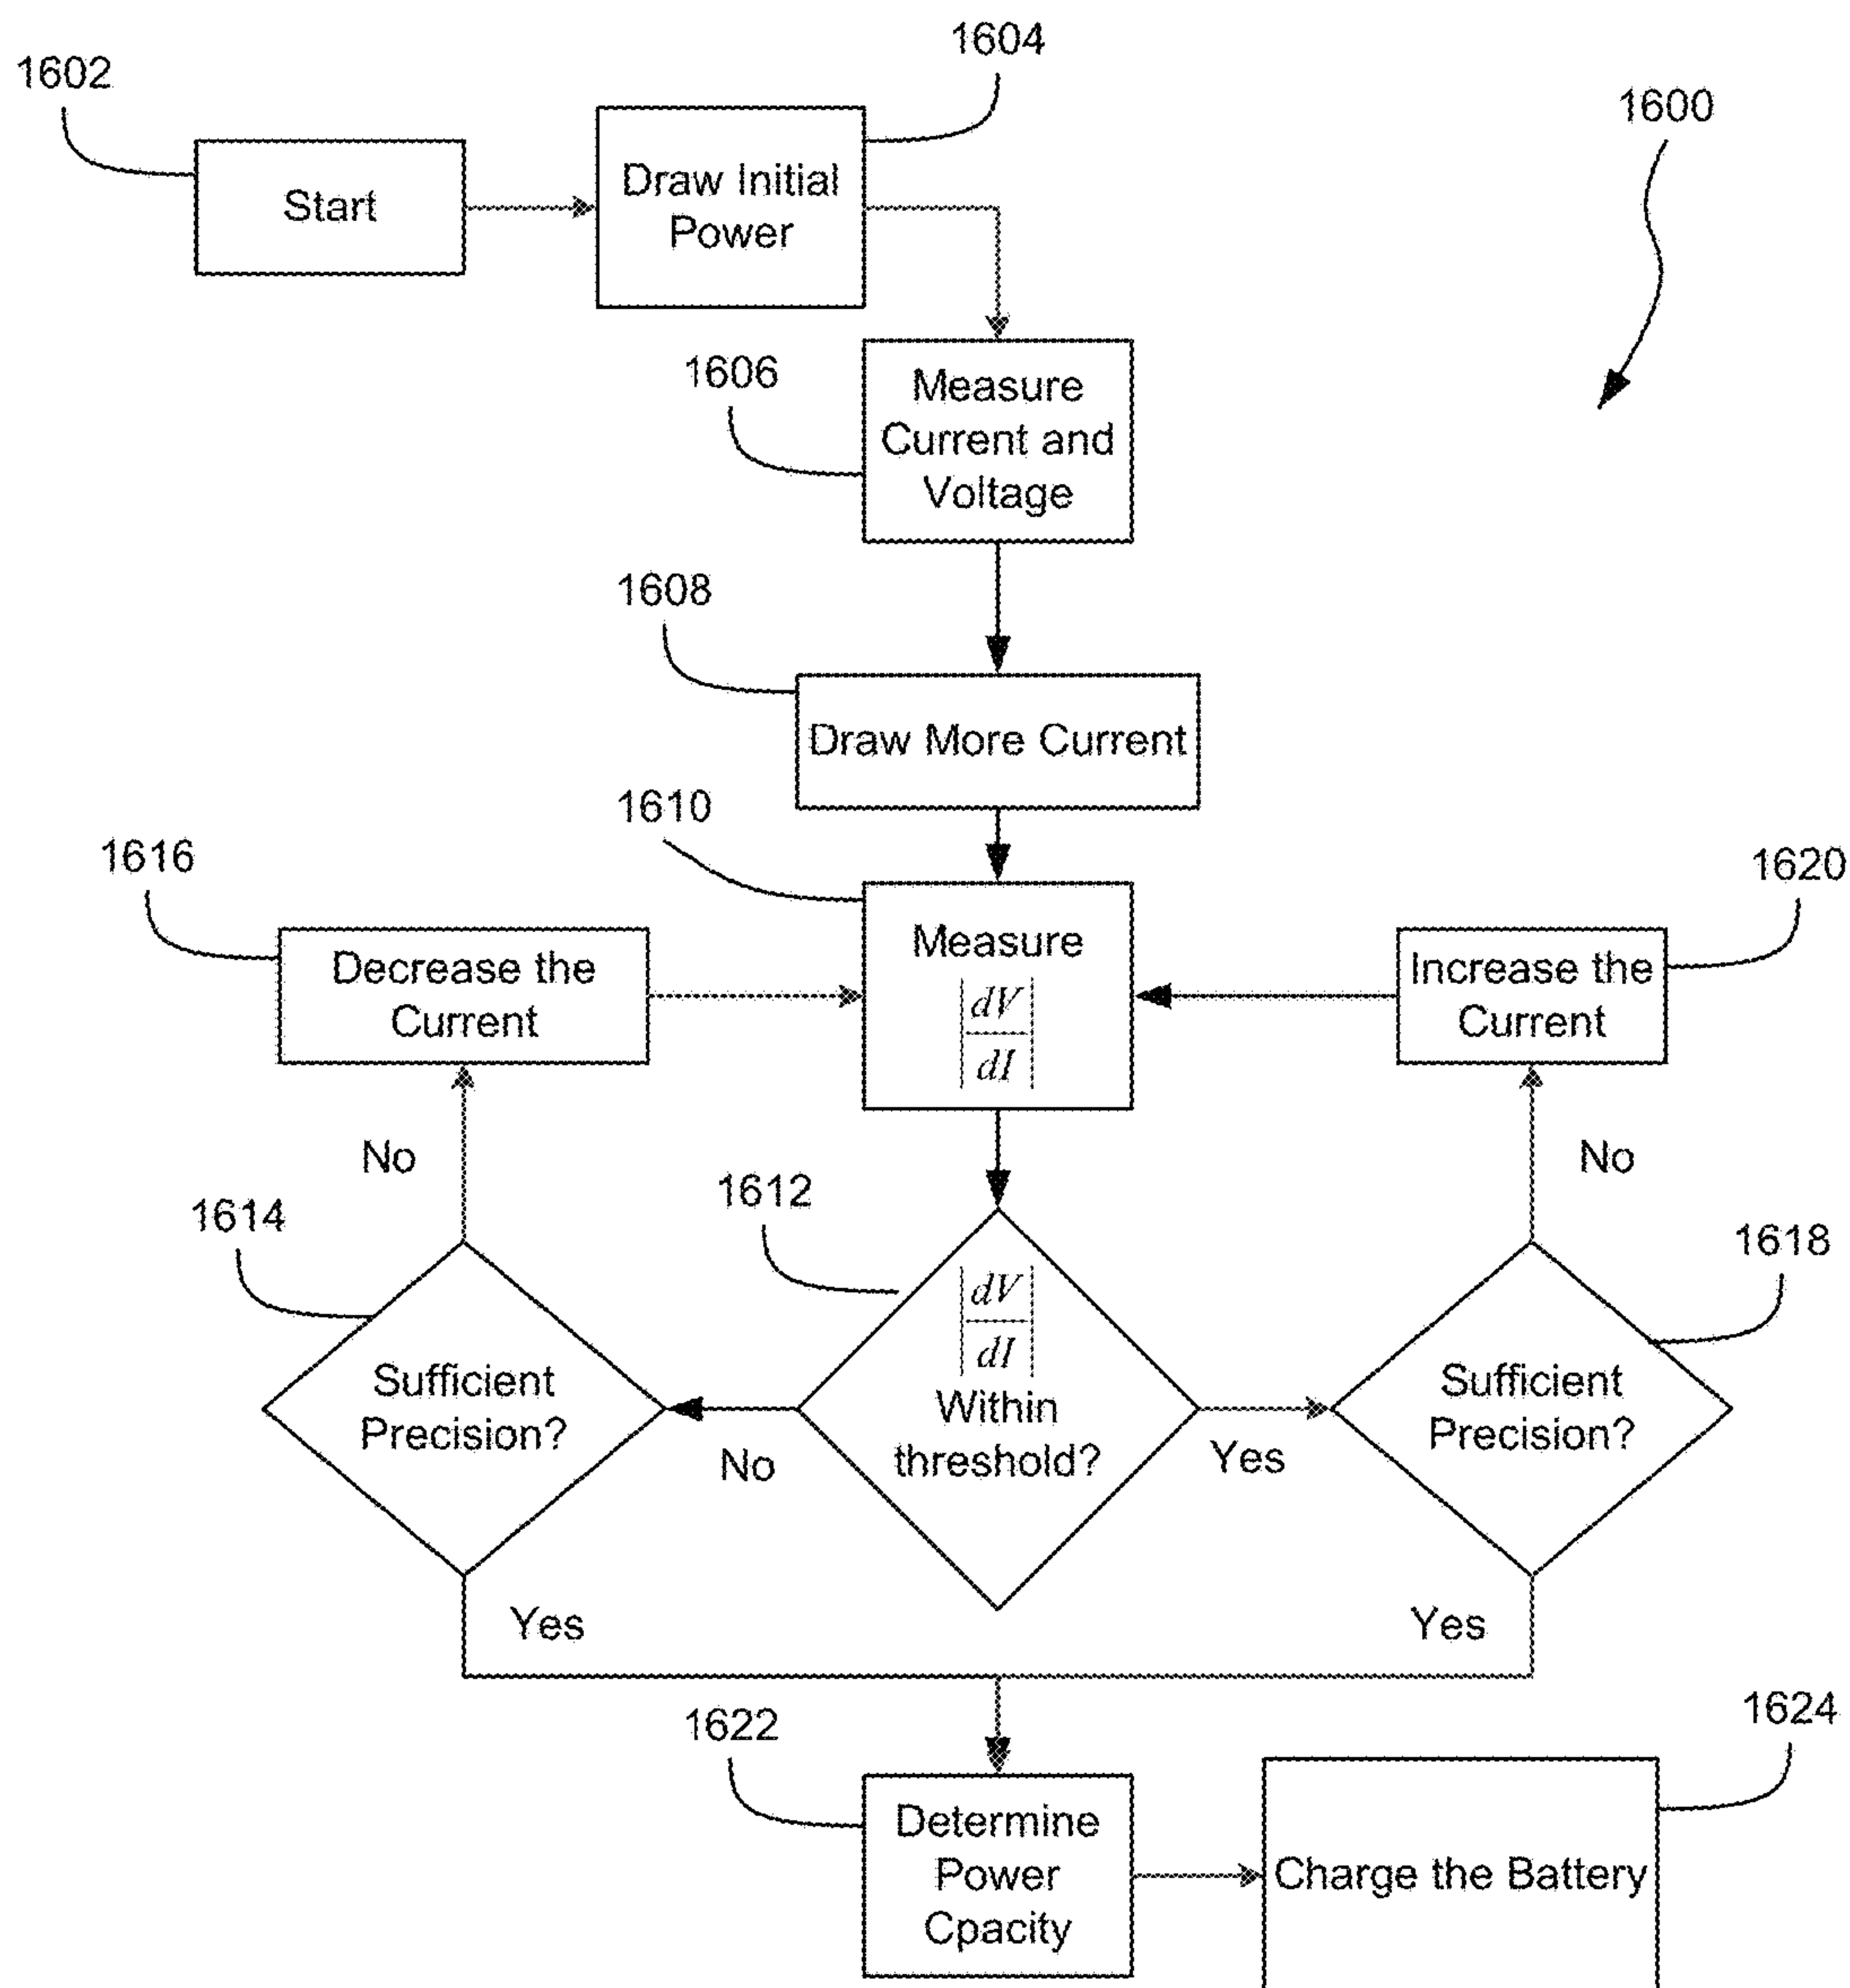 1604
1602
1600
Start
Draw Initial
Power
1606
Measure
Current and
Voltage
1608
Draw More Current
1610
1616
1620
Decrease the
Current
Measure
|dV/dI|
Increase the
Current
No
No
1612
1614
1618
|dV/dI|
Within
threshold?
Sufficient
Precision?
Sufficient
Precision?
No
Yes
Yes
Yes
1622
1624
Determine
Power
Cpacity
Charge the Battery